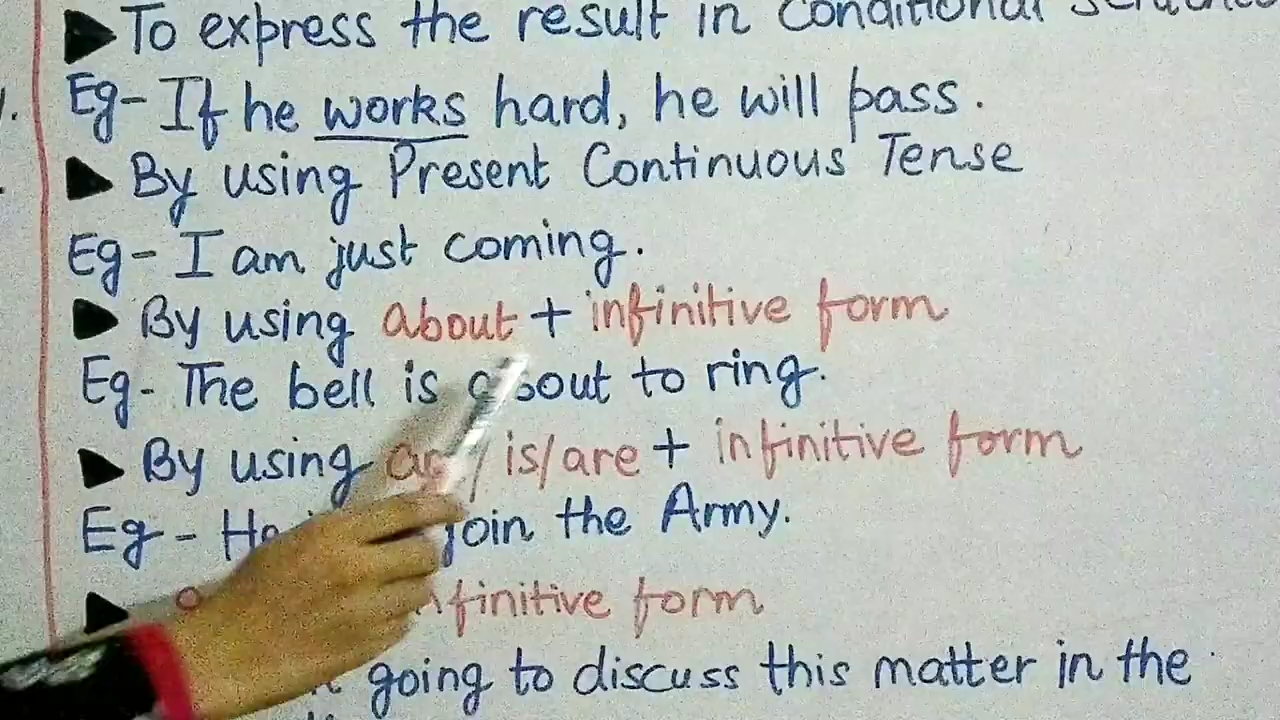 ▶To express the result in conditional
Eg- If he works hard, he will pass.
▶ By using Present Continuous Tense
Eg- I am just coming.
▶ By using about + infinitive form
Eg- The bell is about to ring.
▶ By using is/are + infinitive form
Eg - join the Army.
▶ infinitive form
going to discuss this matter in the